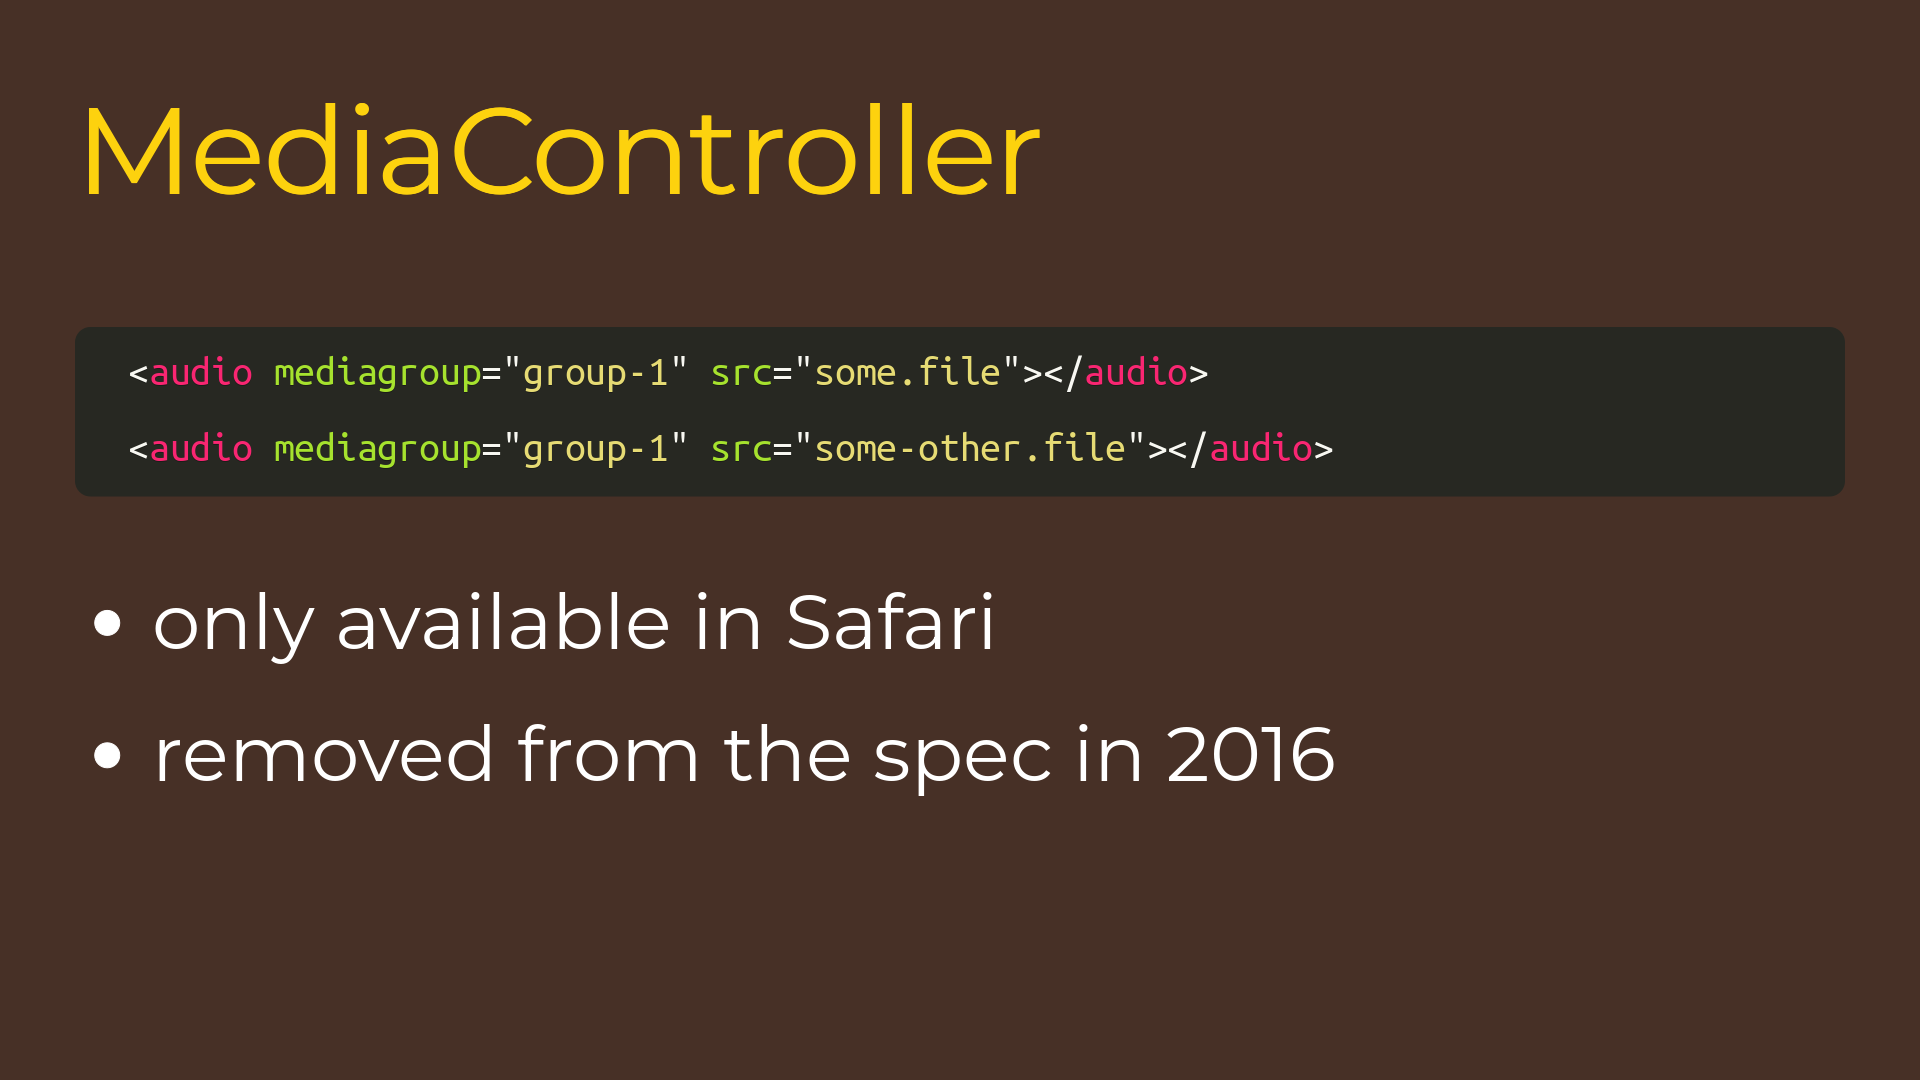 MediaController
<audio mediagroup="group-1" src="some.file"></audio>
<audio mediagroup="group-1" src="some-other.file"></audio>
• only available in Safari
• removed from the spec in 2016